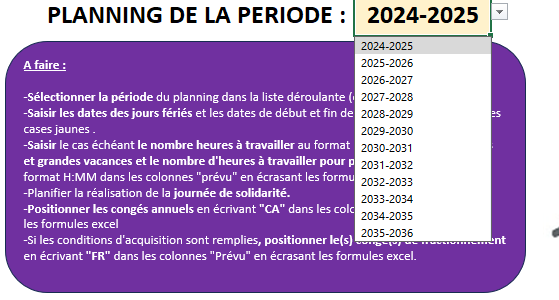 PLANNING DE LA PERIODE : 2024-2025
A faire :
-Sélectionner la période du planning dans la liste déroulante (
-Saisir les dates des jours fériés et les dates de début et fin de es
cases jaunes .
-Saisir le cas échéant le nombre heures à travailler au format s
et grandes vacances et le nombre d'heures à travailler pour p
format H:MM dans les colonnes "prévu" en écrasant les formu
-Planifier la réalisation de la journée de solidarité.
-Positionner les congés annuels en écrivant "CA" dans les colo
les formules excel
-Si les conditions d'acquisition sont remplies, positionner le(s) congé(s) de fractionnement
en écrivant "FR" dans les colonnes "Prévu" en écrasant les formules excel.
2024-2025
2025-2026
2026-2027
2027-2028
2028-2029
2029-2030
2030-2031
2031-2032
2032-2033
2033-2034
2034-2035
2035-2036